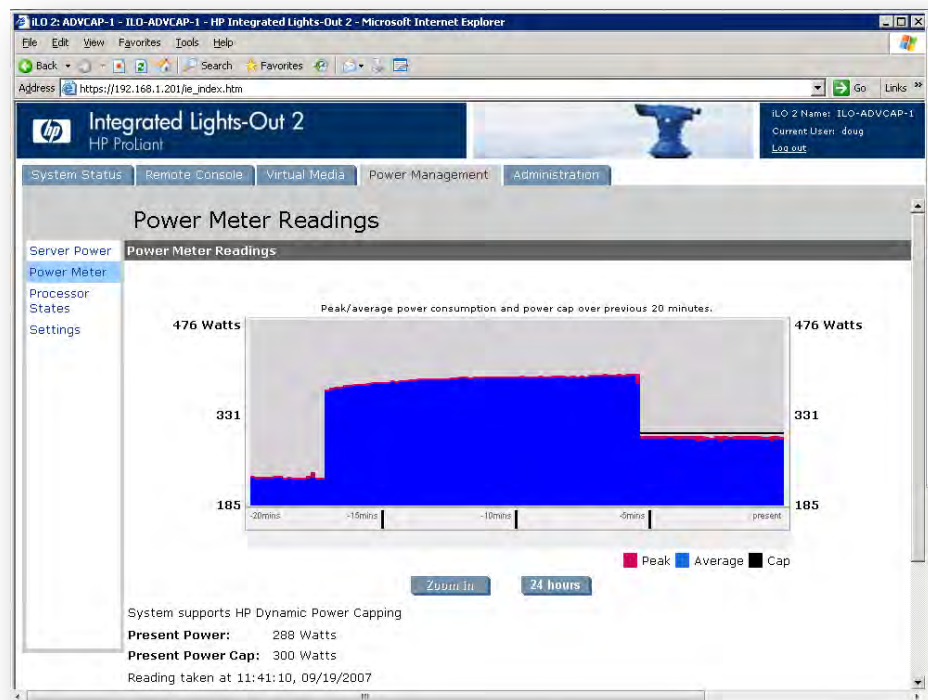 iLO 2: ADVCAP-1 - ILO-ADVCAP-1 - HP Integrated Lights-Out 2 - Microsoft Internet Explorer
File Edit View Favorites Tools Help
Back Search Favorites
Address https://192.168.1.201/ie_index.htm Go Links »
hp Integrated Lights-Out 2
HP ProLiant
iLO 2 Name: ILO-ADVCAP-1
Current User: doug
Log out
System Status Remote Console Virtual Media Power Management Administration
Power Meter Readings
Server Power
Power Meter
Processor
States
Settings
Power Meter Readings
Peak/average power consumption and power cap over previous 20 minutes.
476 Watts 476 Watts
331 331
185 185
-20mins -15mins -10mins -5mins present
Peak Average Cap
Zoom in 24 hours
System supports HP Dynamic Power Capping
Present Power: 288 Watts
Present Power Cap: 300 Watts
Reading taken at 11:41:10, 09/19/2007